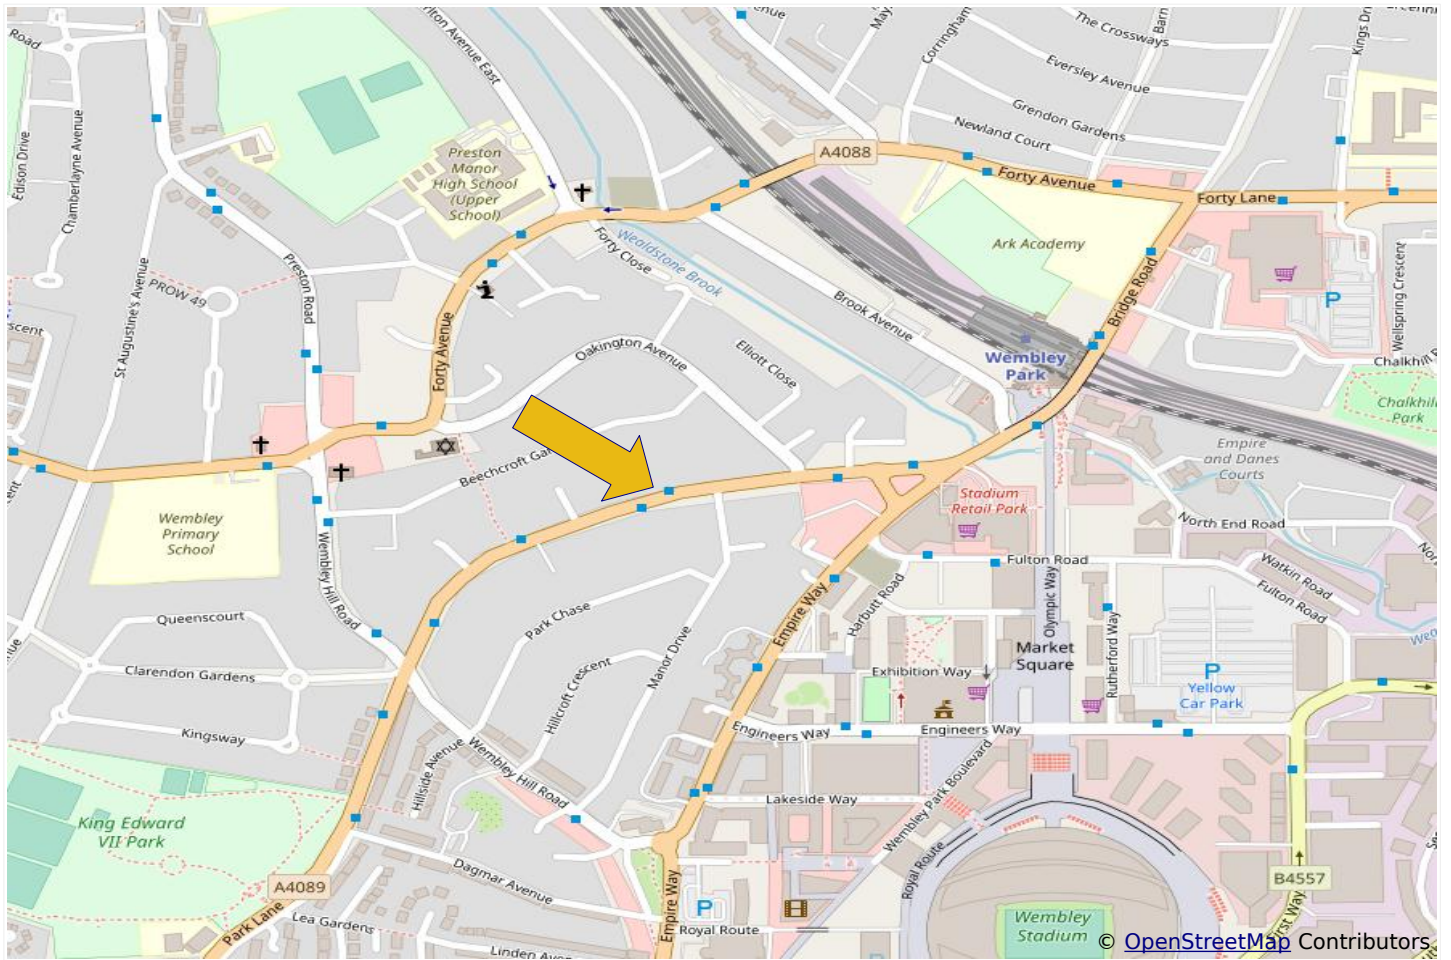 Road
Edison Drive
Chamberlayne Avenue
Avenue East
The Crossways
Corringham
Barn
Kings Dr
Eversley Avenue
Grendon Gardens
Newland Court
A4088
Forty Avenue
Forty Lane
Preston
Manor
High School
(Upper
School)
Forty Close
Wealdstone Brook
Ark Academy
Bridge Road
Wellspring Crescent
P
St Augustine's Avenue
PROW 49
Preston Road
Forty Avenue
Oakington Avenue
Elliott Close
Brook Avenue
Wembley
Park
Chalkhill
Park
Beechcroft
Empire
and Danes
Courts
Stadium
Retail Park
North End Road
Wembley
Primary
School
Wembley Hill Road
Fulton Road
Watkin Road
Fulton Road
Queenscourt
Park Chase
Empire Way
Harbutt Road
Olympic Way
Rutherford Way
Market
Square
Clarendon Gardens
Hillcroft Crescent
Manor Drive
Exhibition Way
P
Yellow
Car Park
Kingsway
Engineers Way
Engineers Way
Hillside Avenue
Wembley Hill Road
Wembley Park Boulevard
Lakeside Way
King Edward
VII Park
Royal Route
Dagmar Avenue
A4089
B4557
Park Lane
Lea Gardens
Linden
Empire Way
P
Royal Route
Wembley
Stadium
© OpenStreetMap Contributors